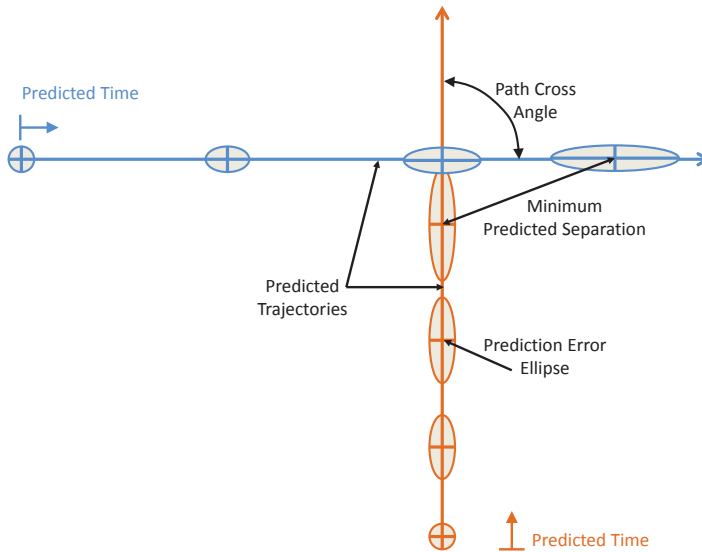 Predicted Time
Path Cross
Angle
Minimum
Predicted Separation
Predicted
Trajectories
Prediction Error
Ellipse
Predicted Time